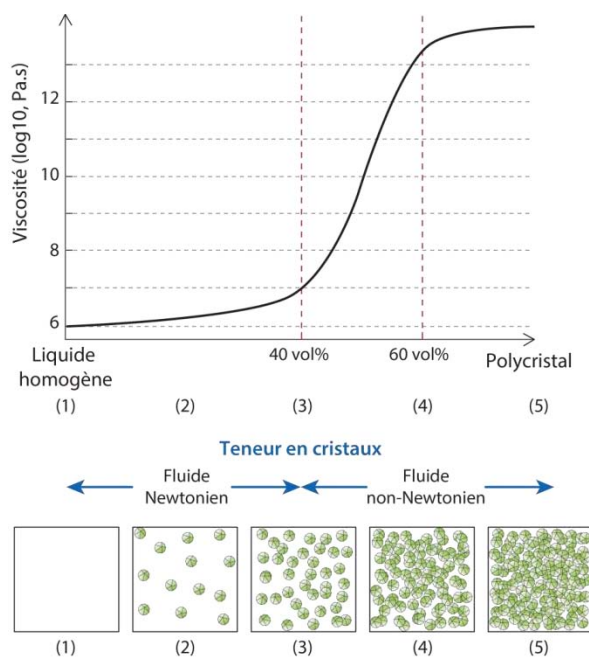 Viscosité (log10, Pa.s)
12
10
8
6
Liquide
homogène
40 vol%
60 vol%
Polycristal
(1)
(2)
(3)
(4)
(5)
Teneur en cristaux
Fluide
Newtonien
Fluide
non-Newtonien
(1)
(2)
(3)
(4)
(5)